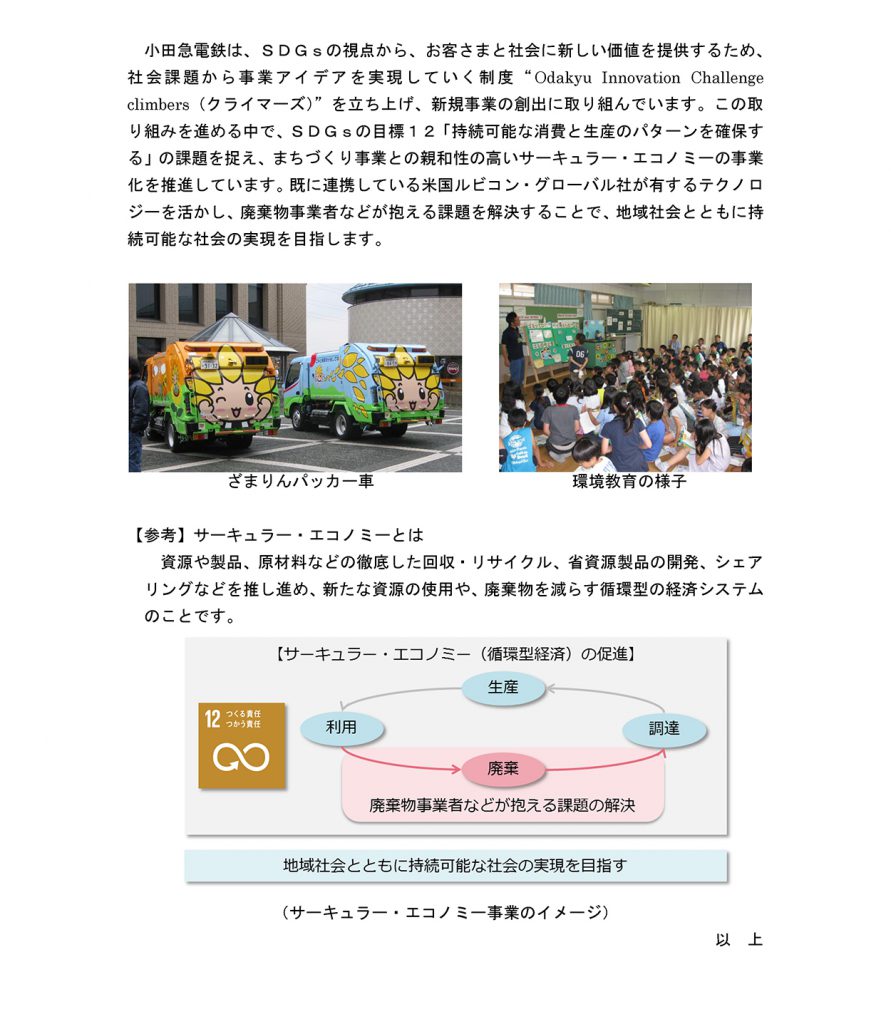 小田急電鉄は、ＳＤＧｓの視点から、お客さまと社会に新しい価値を提供するため、
社会課題から事業アイデアを実現していく制度“Odakyu Innovation Challenge
climbers（クライマーズ）”を立ち上げ、新規事業の創出に取り組んでいます。この取
り組みを進める中で、ＳＤＧｓの目標１２「持続可能な消費と生産のパターンを確保す
る」の課題を捉え、まちづくり事業との親和性の高いサーキュラー・エコノミーの事業
化を推進しています。既に連携している米国ルビコン・グローバル社が有するテクノロ
ジーを活かし、廃棄物事業者などが抱える課題を解決することで、地域社会とともに持
続可能な社会の実現を目指します。
ざまりんパッカー車
環境教育の様子
【参考】サーキュラー・エコノミーとは
資源や製品、原材料などの徹底した回収・リサイクル、省資源製品の開発、シェア
リングなどを推し進め、新たな資源の使用や、廃棄物を減らす循環型の経済システム
のことです。
【サーキュラー・エコノミー（循環型経済）の促進】
生産
12 つくる責任
つかう責任
利用
調達
廃棄
廃棄物事業者などが抱える課題の解決
地域社会とともに持続可能な社会の実現を目指す
（サーキュラー・エコノミー事業のイメージ）
以　上